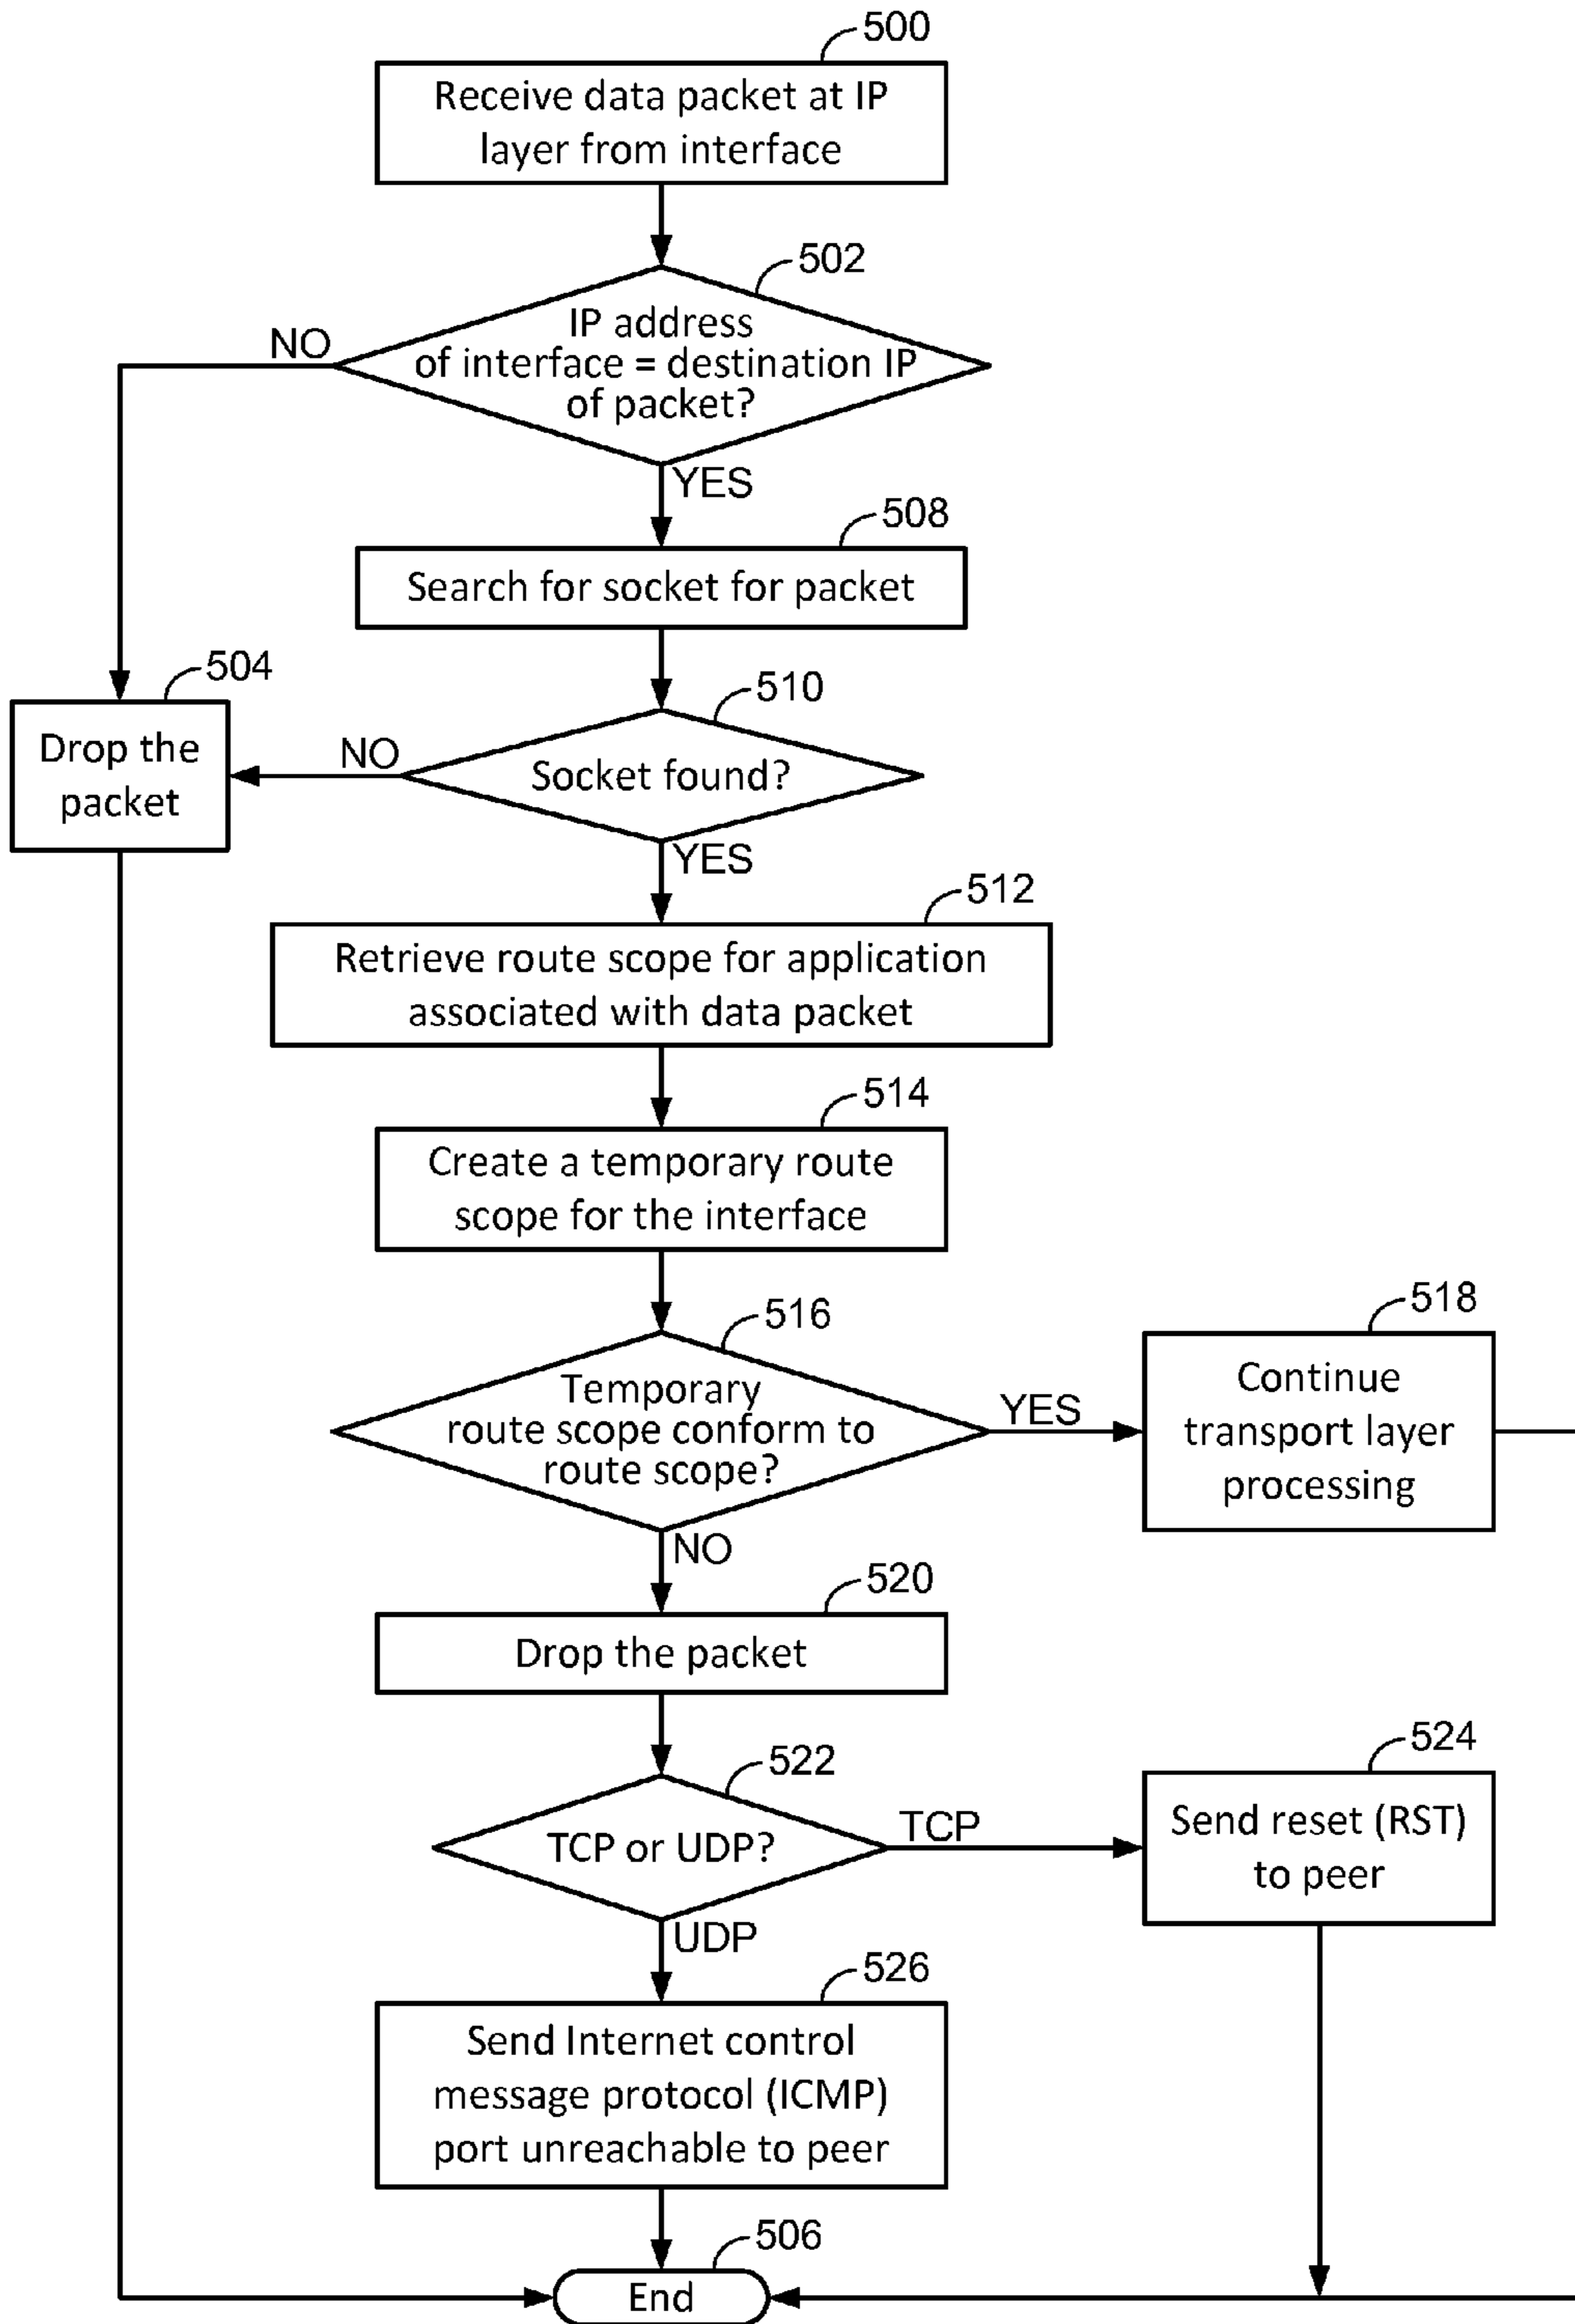 500
Receive data packet at IP
layer from interface
502
IP address
of interface = destination IP
of packet?
NO
YES
508
Search for socket for packet
504
Drop the
packet
510
Socket found?
NO
YES
512
Retrieve route scope for application
associated with data packet
514
Create a temporary route
scope for the interface
516
Temporary
route scope conform to
route scope?
YES
518
Continue
transport layer
processing
NO
520
Drop the packet
522
TCP or UDP?
TCP
524
Send reset (RST)
to peer
UDP
526
Send Internet control
message protocol (ICMP)
port unreachable to peer
506
End